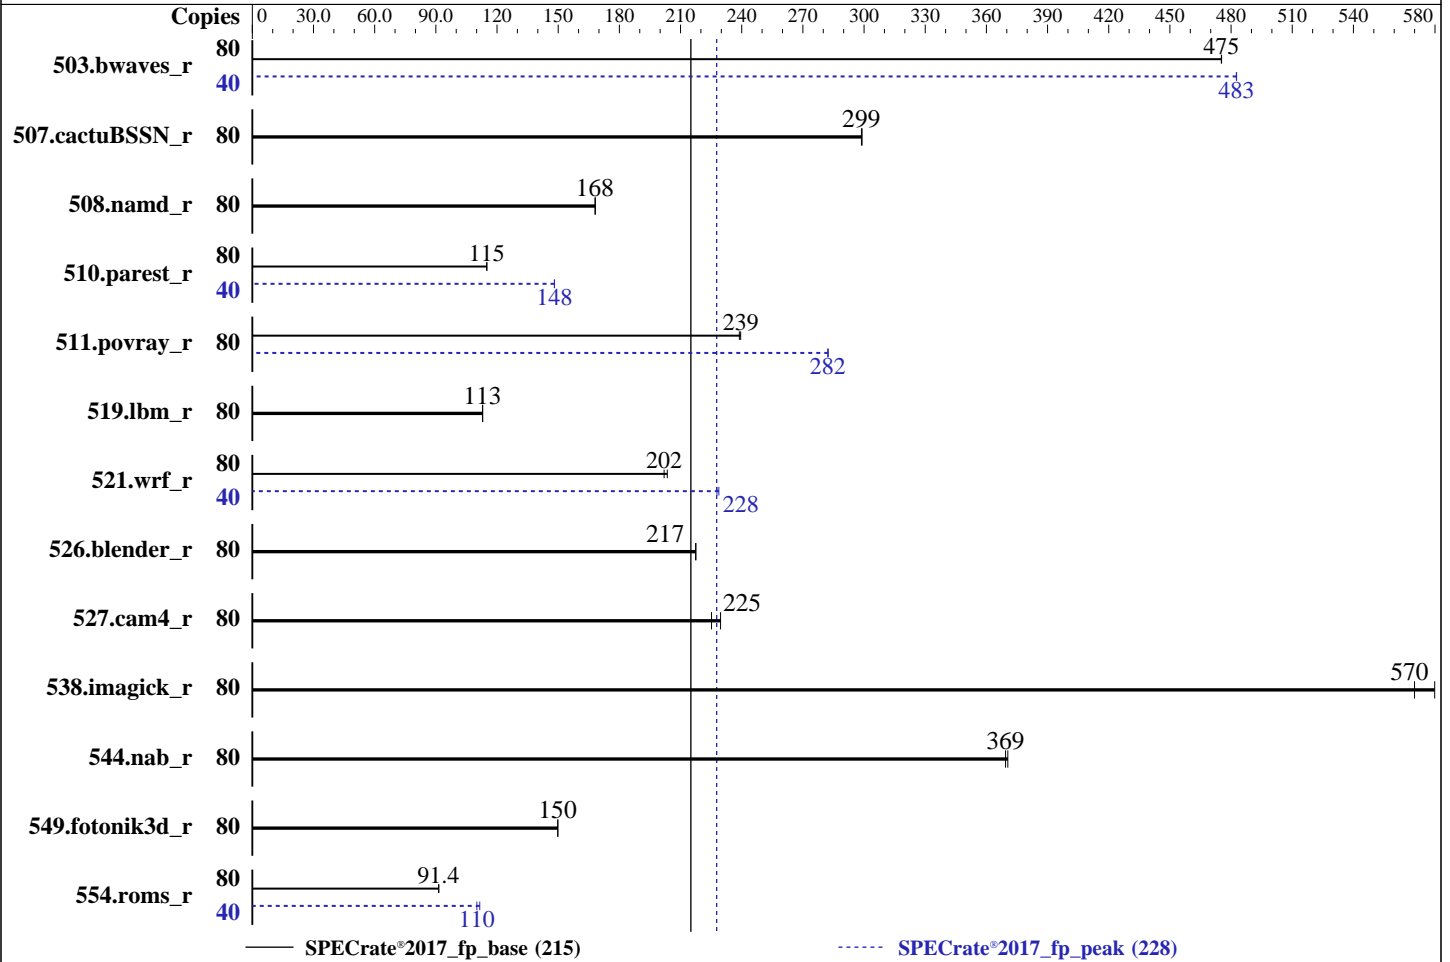 Copies 0 30.0 60.0 90.0 120 150 180 210 240 270 300 330 360 390 420 450 480 510 540 580
503.bwaves_r 80 475
40 483
507.cactuBSSN_r 80 299
508.namd_r 80 168
510.parest_r 80 115
40 148
511.povray_r 80 239
282
519.lbm_r 80 113
521.wrf_r 80 202
40 228
526.blender_r 80 217
527.cam4_r 80 225
538.imagick_r 80 570
544.nab_r 80 369
549.fotonik3d_r 80 150
554.roms_r 80 91.4
40 110
SPECrate®2017_fp_base (215) SPECrate®2017_fp_peak (228)